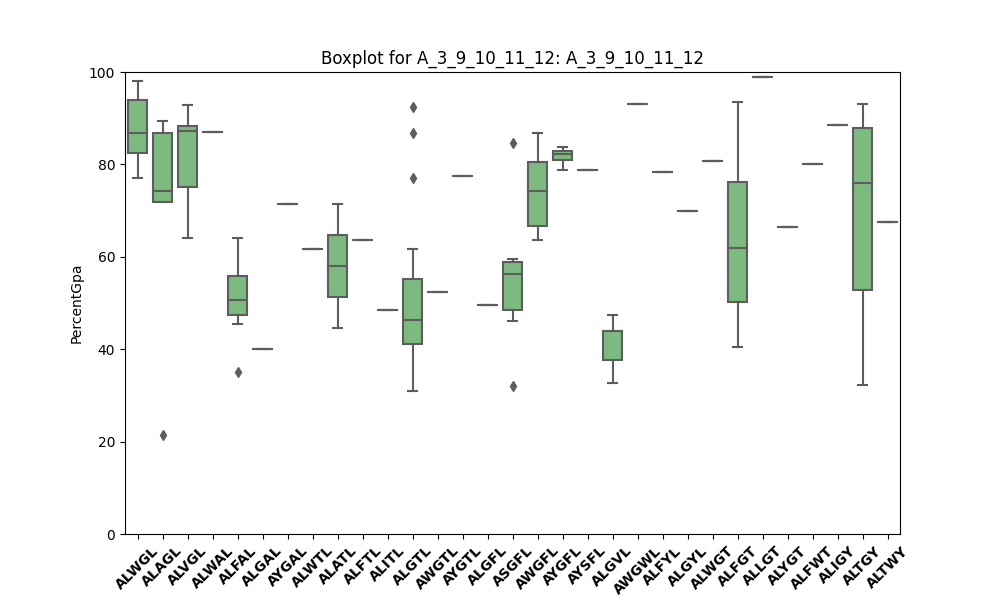 Boxplot for A_3_9_10_11_12: A_3_9_10_11_12
PercentGpa
100
80
60
40
20
0
ALWGL
ALAGL
ALVGL
ALWAL
ALFAL
ALGAL
AYGAL
ALWTL
ALATL
ALFTL
ALITL
ALGTL
AWGTL
AYGTL
ALGFL
ASGFL
AWGFL
AYGFL
AYSFL
ALGVL
AWGWL
ALFYL
ALGYL
ALWGT
ALFGT
ALLGT
ALYGT
ALFWT
ALIGY
ALTGY
ALTWY